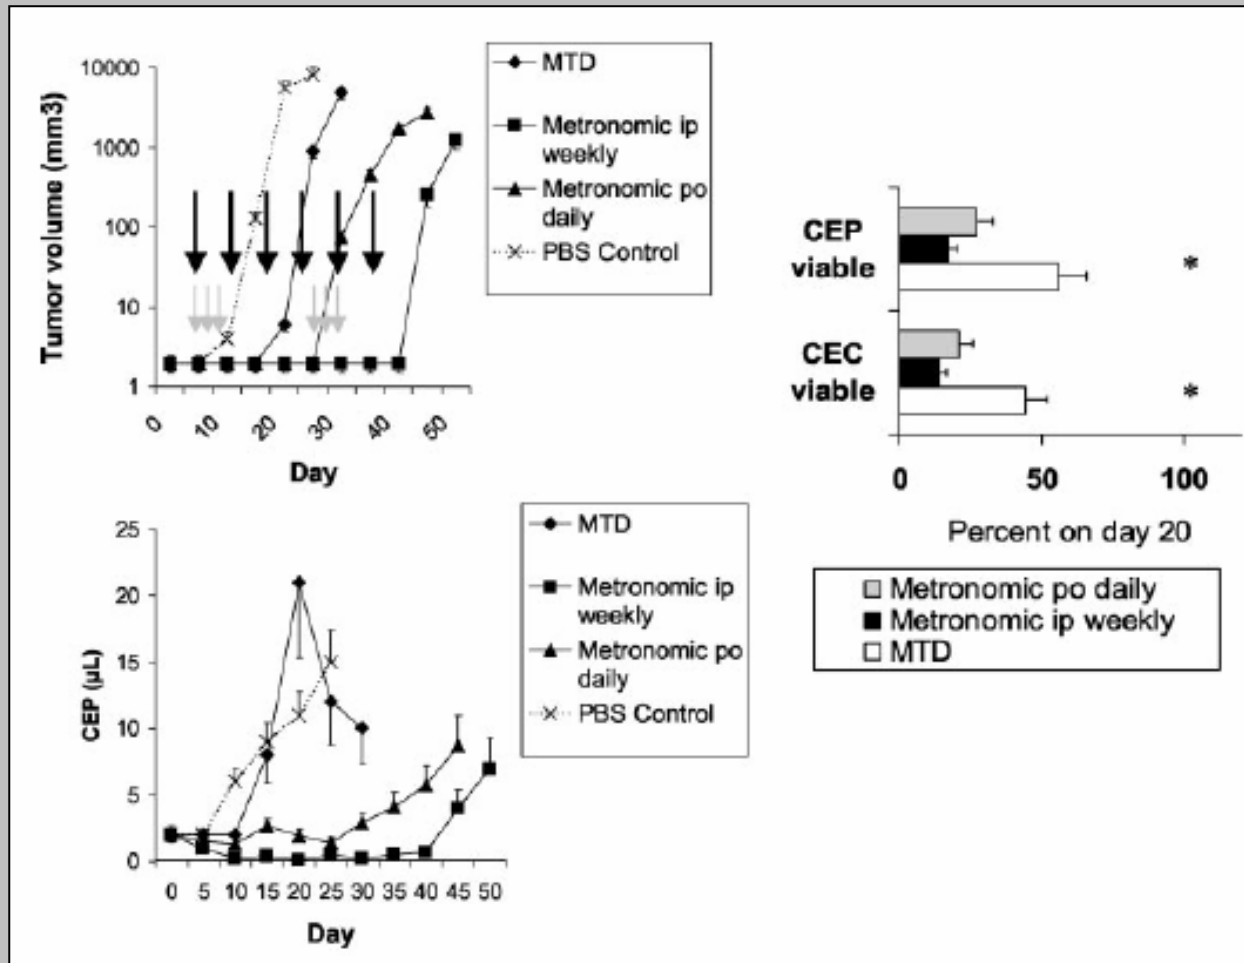 Tumor volume (mm3)
10000
1000
100
10
1
0
10
20
30
40
50
Day
MTD
Metronomic ip
weekly
Metronomic po
daily
PBS Control
CEP
viable
*
CEC
viable
*
0
50
100
Percent on day 20
Metronomic po daily
Metronomic ip weekly
MTD
CEP (µL)
25
20
15
10
5
0
0 5 10 15 20 25 30 35 40 45 50
Day
MTD
Metronomic ip
weekly
Metronomic po
daily
PBS Control